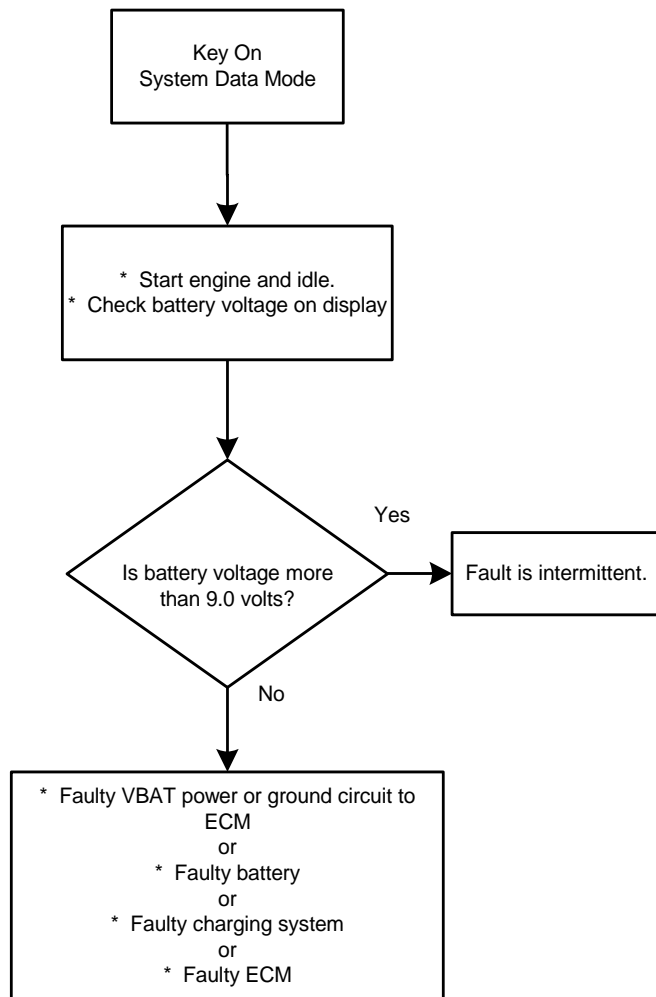 Key On
System Data Mode
* Start engine and idle.
* Check battery voltage on display
Is battery voltage more
than 9.0 volts?
Yes
Fault is intermittent.
No
* Faulty VBAT power or ground circuit to
ECM
or
* Faulty battery
or
* Faulty charging system
or
* Faulty ECM